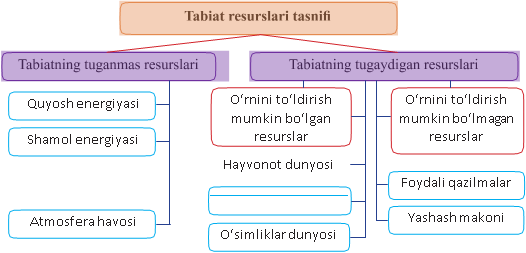 Tabiat resurslari tasnifi
Tabiatning tuganmas resurslari
Quyosh energiyasi
Shamol energiyasi
Atmosfera havosi
Tabiatning tugaydigan resurslari
O‘rnini to‘ldirish
mumkin bo‘lgan
resurslar
Hayvonot dunyosi
O‘simliklar dunyosi
O‘rnini to‘ldirish
mumkin bo‘lmagan
resurslar
Foydali qazilmalar
Yashash makoni